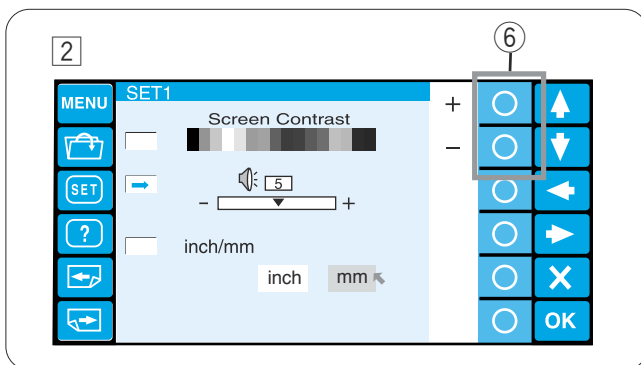 ⑥
2
MENU SET1 +
Screen Contrast
−
SET 5
− +
? inch/mm
inch mm
OK